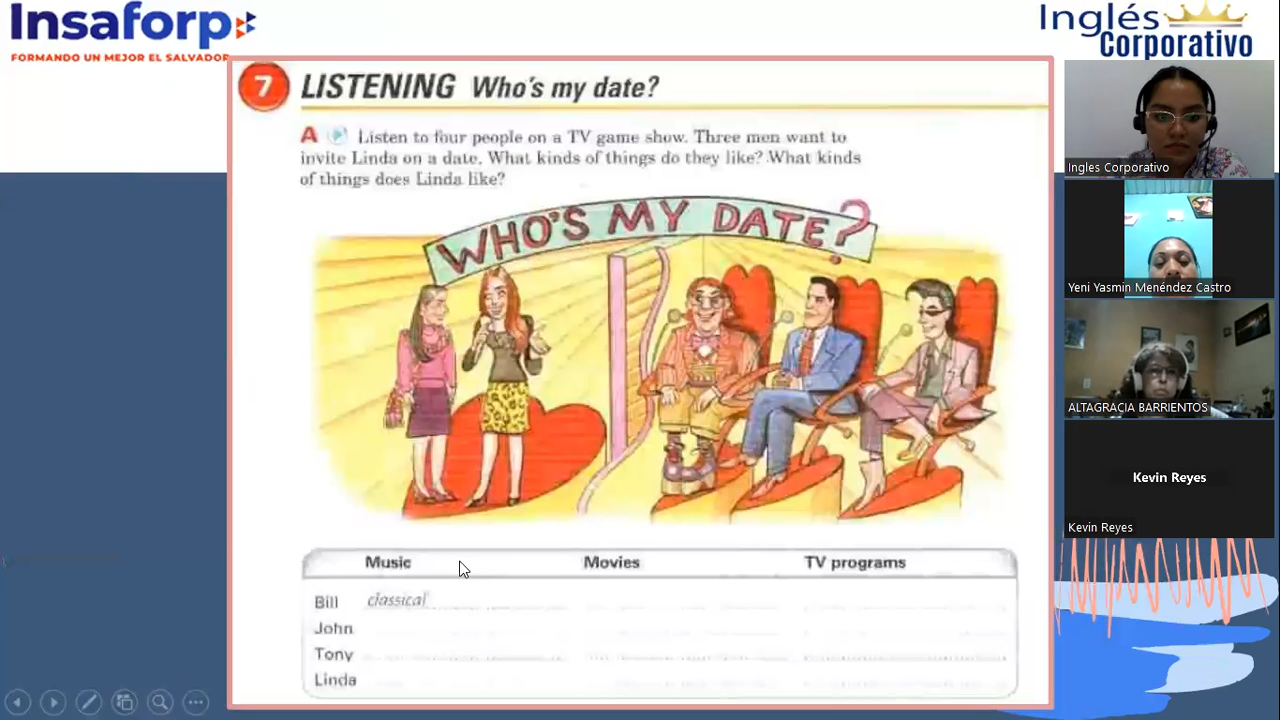 Insaforp
FORMANDO UN MEJOR EL SALVADOR
Inglés
Corporativo
7 LISTENING Who's my date?
A Listen to four people on a TV game show. Three men want to
invite Linda on a date. What kinds of things do they like? What kinds
of things does Linda like?
WHO'S MY DATE?
Music Movies TV programs
Bill classical
John
Tony
Linda
Ingles Corporativo
Yeni Yasmin Menéndez Castro
ALTAGRACIA BARRIENTOS
Kevin Reyes
Kevin Reyes